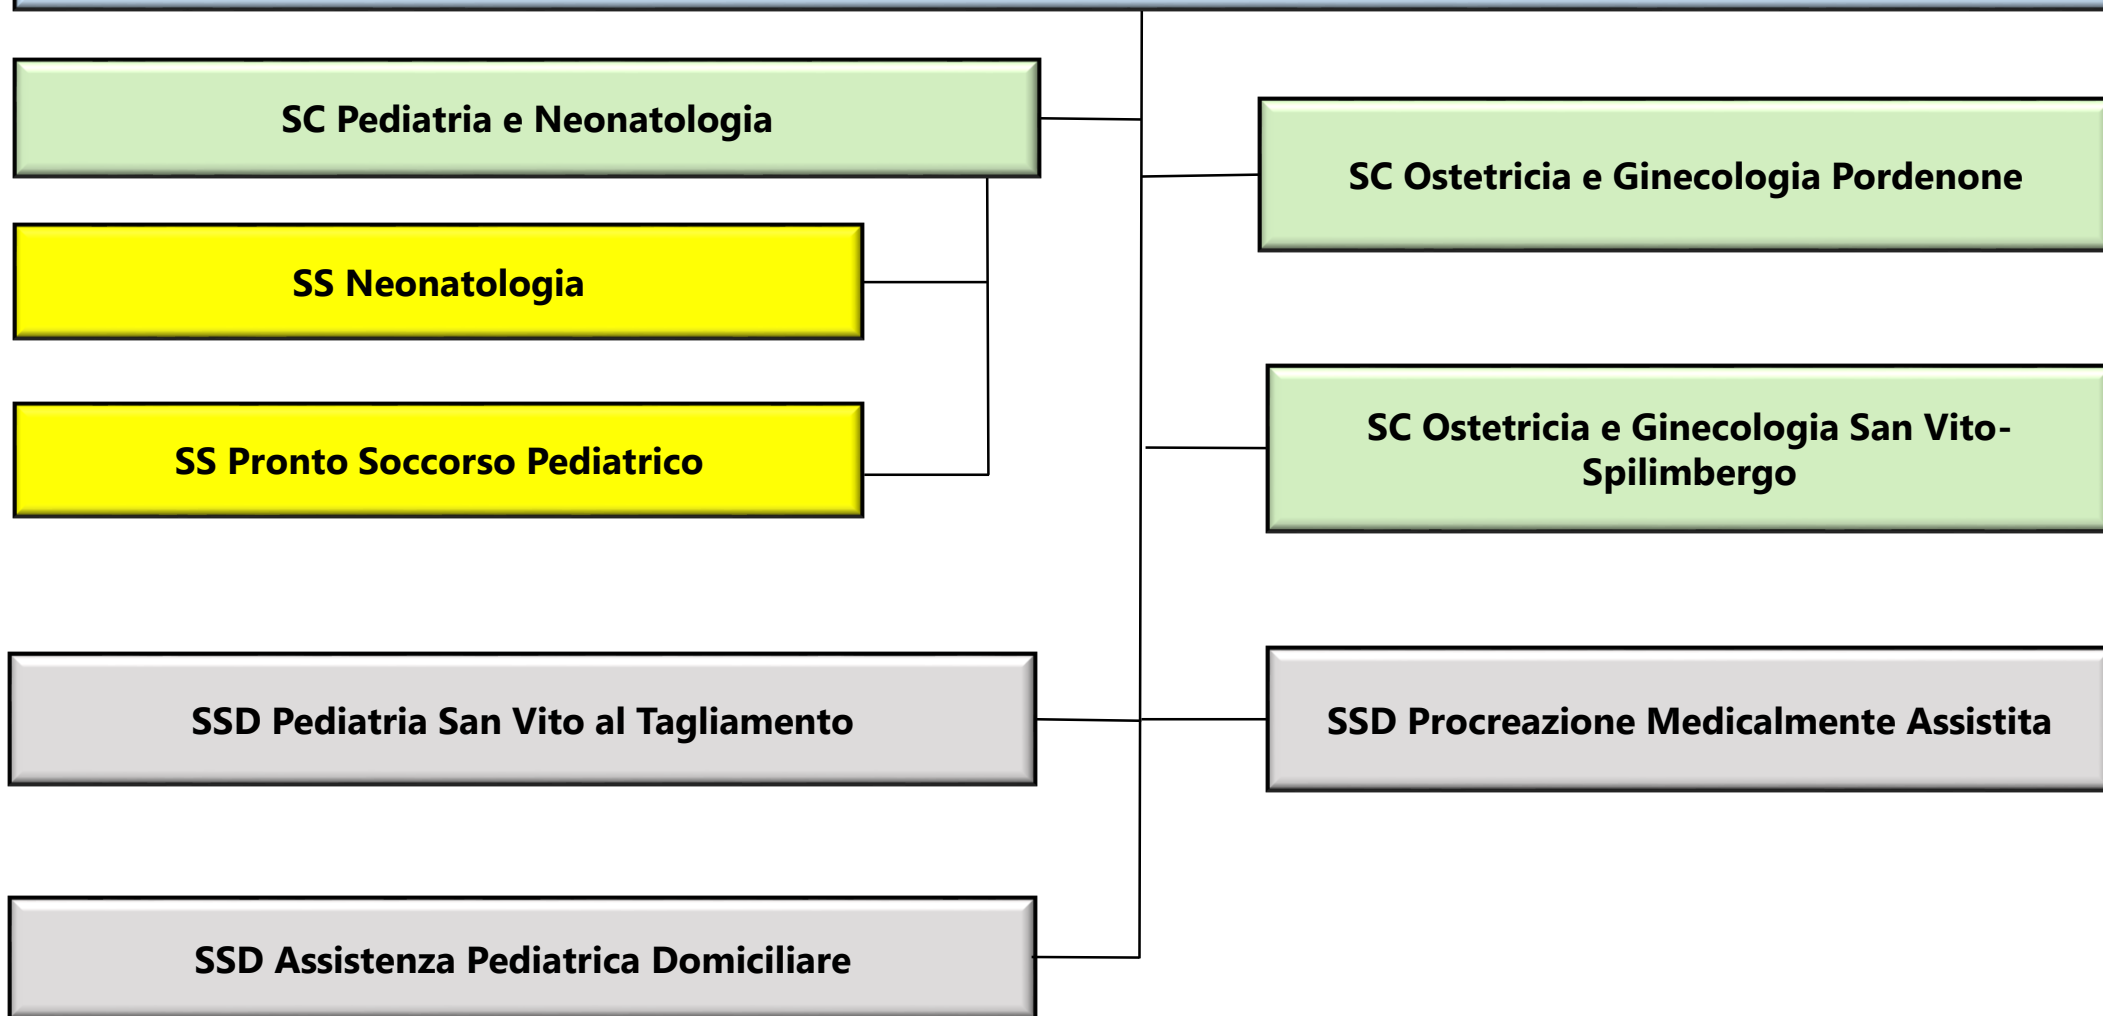 SC Pediatria e Neonatologia
SC Ostetricia e Ginecologia Pordenone
SS Neonatologia
SS Pronto Soccorso Pediatrico
SC Ostetricia e Ginecologia San Vito-
Spilimbergo
SSD Pediatria San Vito al Tagliamento
SSD Procreazione Medicalmente Assistita
SSD Assistenza Pediatrica Domiciliare